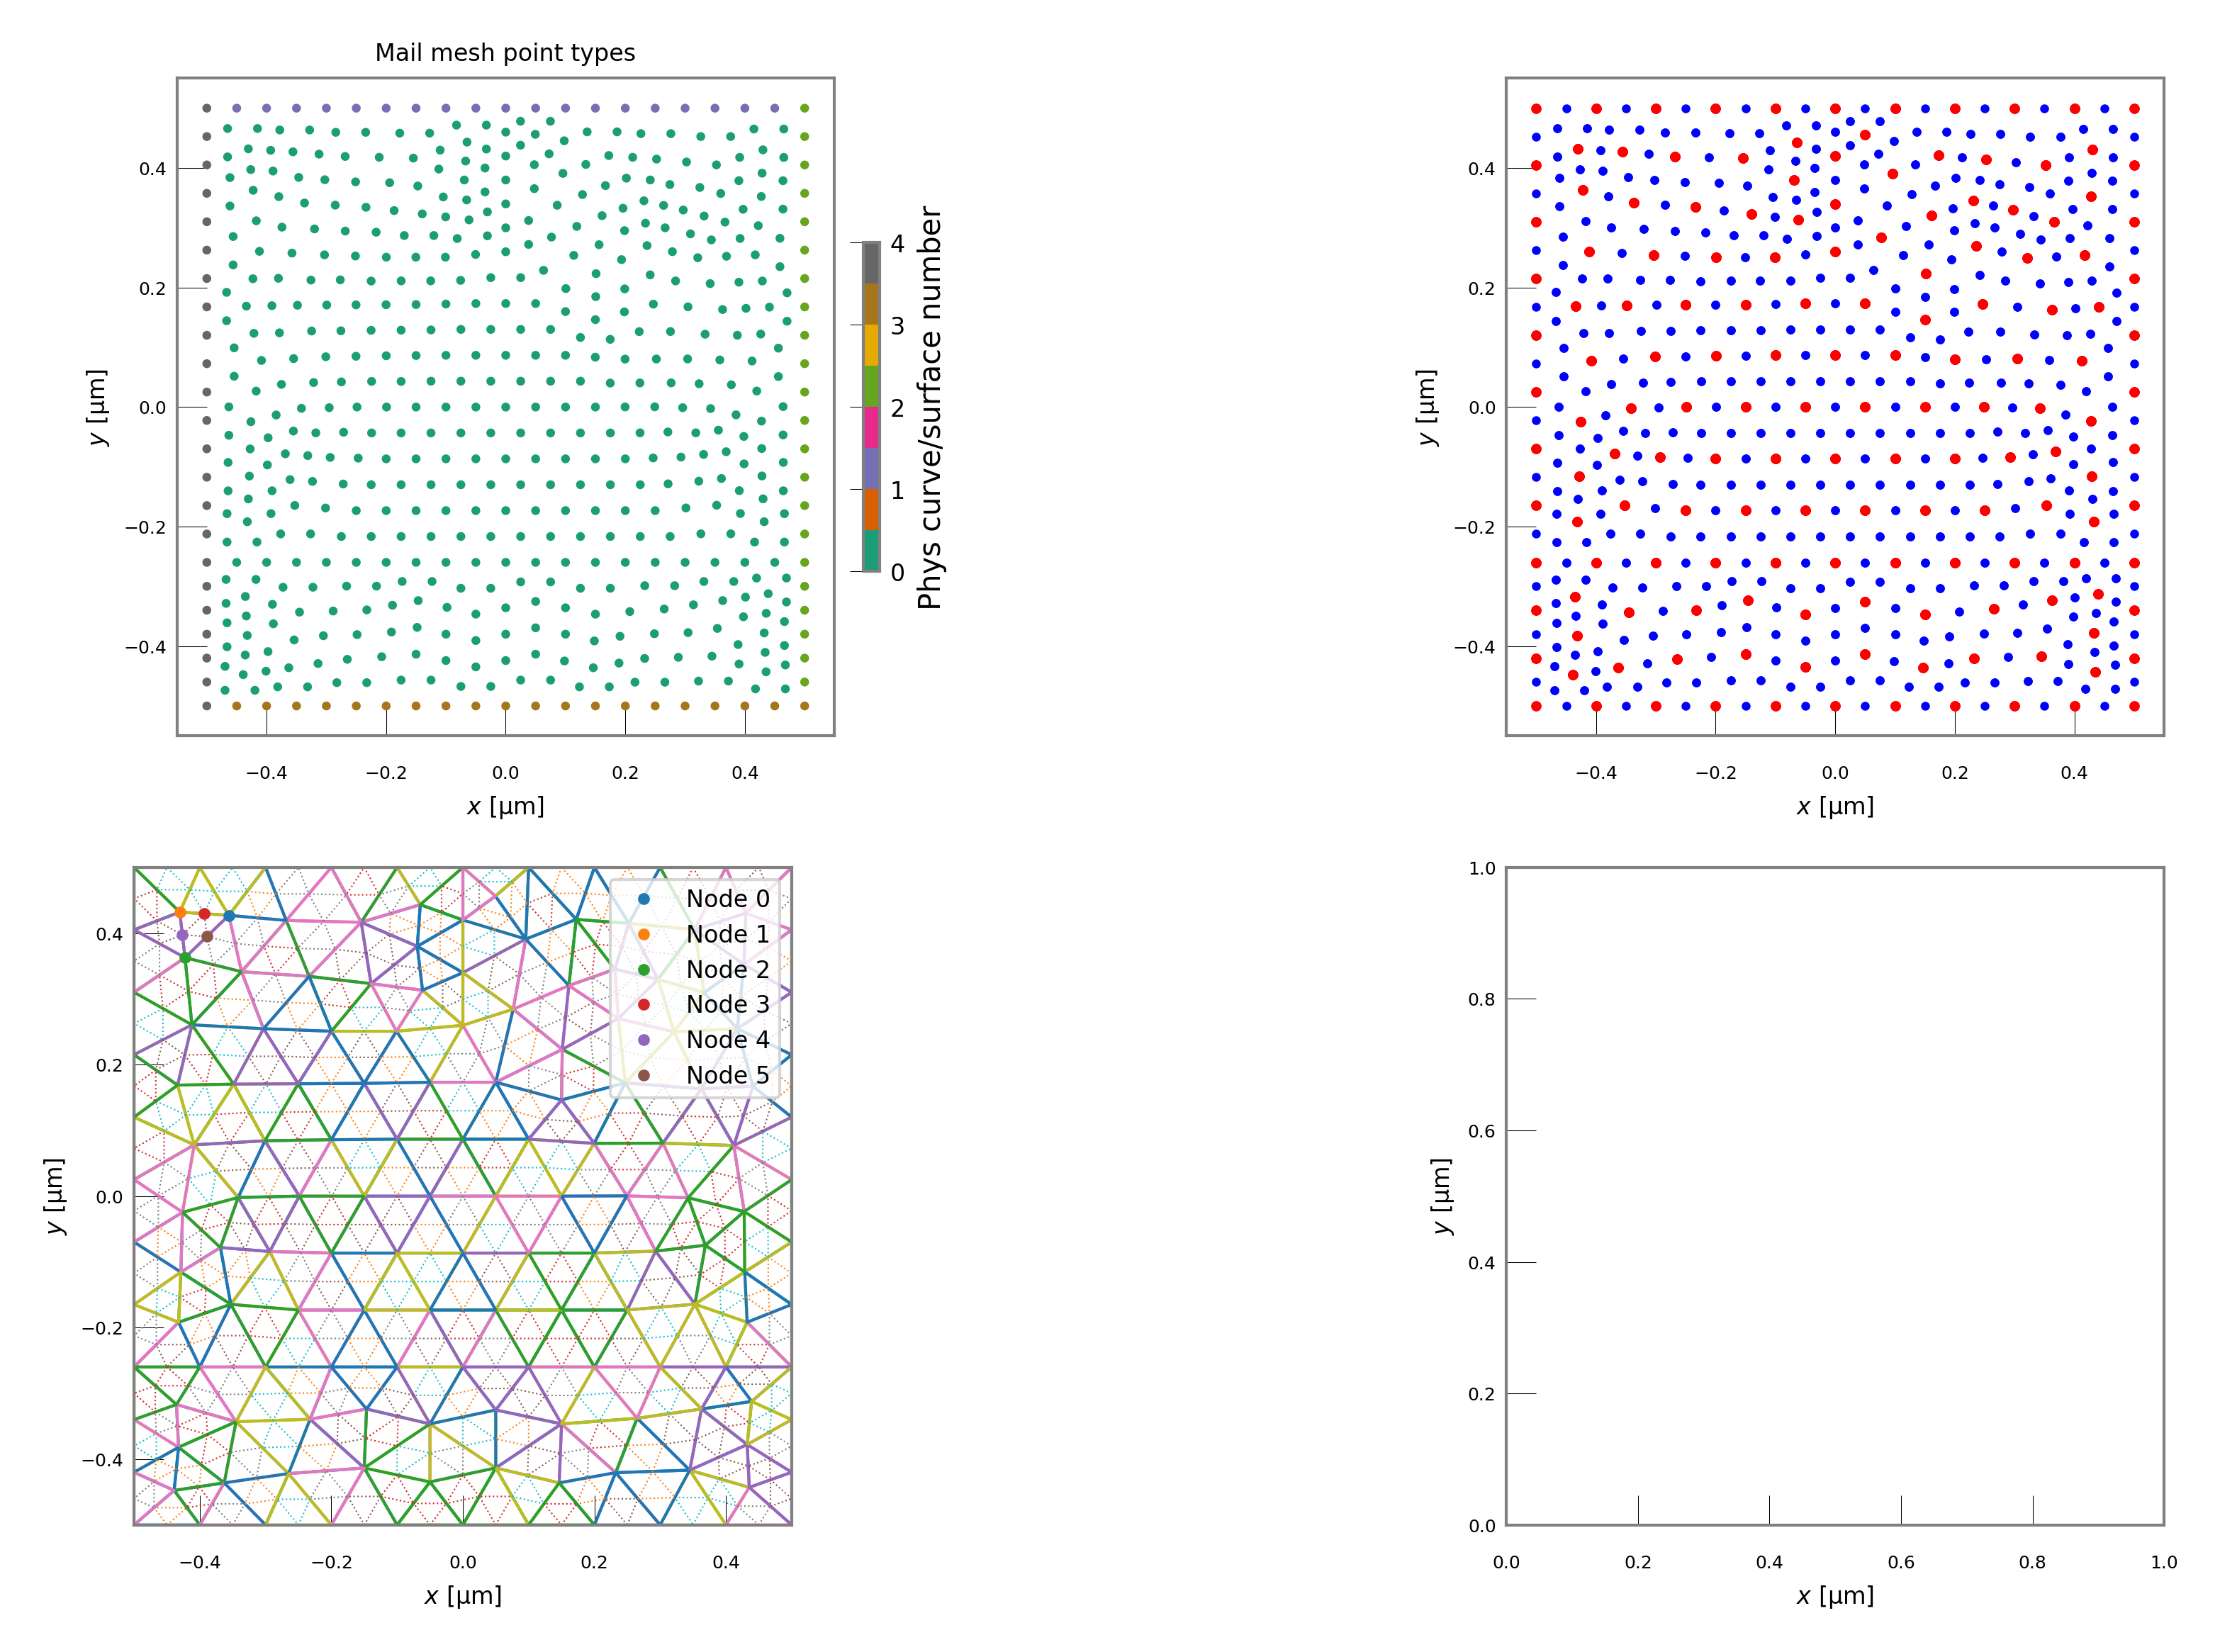 Mail mesh point types
0.4
0.2
0.0
−0.2
−0.4
y [µm]
−0.4 −0.2 0.0 0.2 0.4
x [µm]
4
3
2
1
0
Phys curve/surface number
0.4
0.2
0.0
−0.2
−0.4
y [µm]
−0.4 −0.2 0.0 0.2 0.4
x [µm]
0.4
0.2
0.0
−0.2
−0.4
y [µm]
−0.4 −0.2 0.0 0.2 0.4
x [µm]
Node 0
Node 1
Node 2
Node 3
Node 4
Node 5
1.0
0.8
0.6
0.4
0.2
0.0
y [µm]
0.0 0.2 0.4 0.6 0.8 1.0
x [µm]